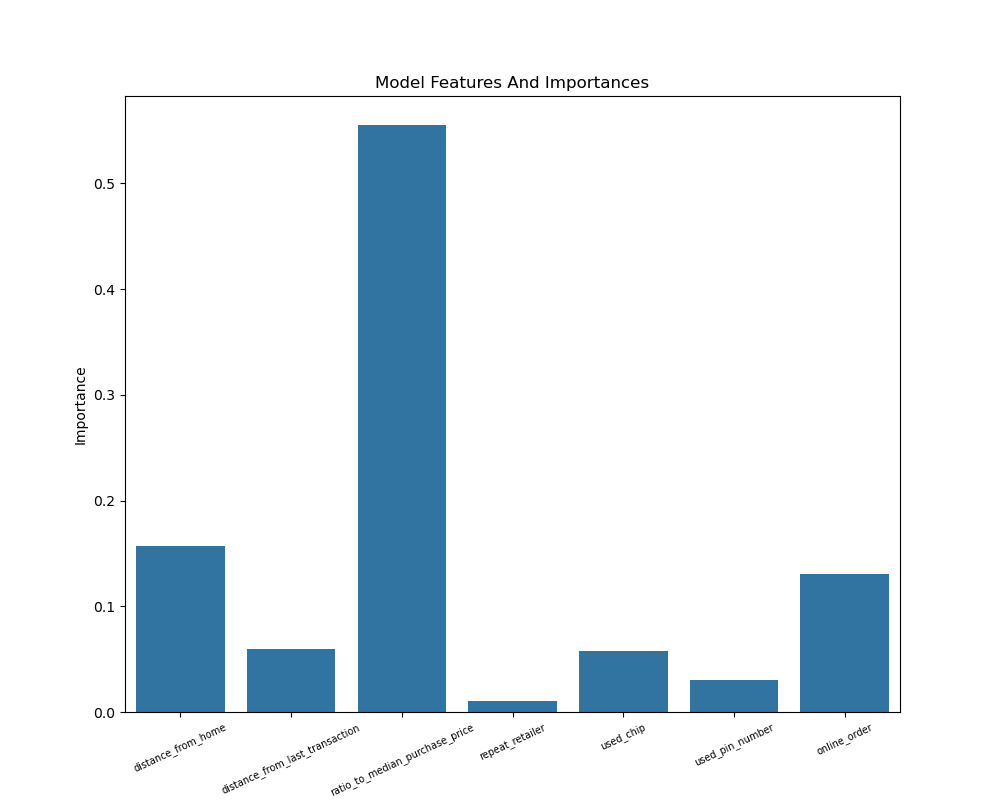 Model Features And Importances
Importance
0.5
0.4
0.3
0.2
0.1
0.0
distance_from_home
distance_from_last_transaction
ratio_to_median_purchase_price
repeat_retailer
used_chip
used_pin_number
online_order